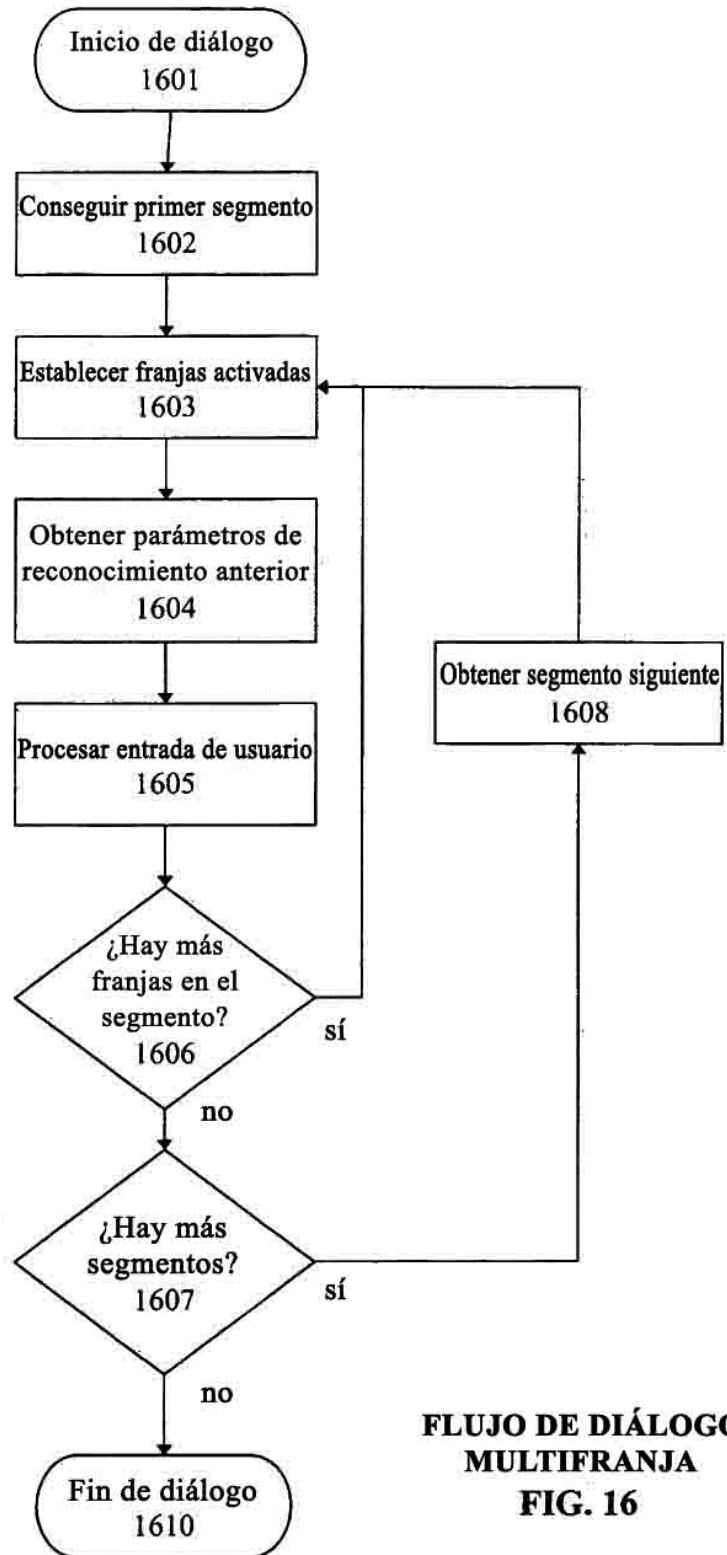 Inicio de diálogo
1601
Conseguir primer segmento
1602
Establecer franjas activadas
1603
Obtener parámetros de
reconocimiento anterior
1604
Procesar entrada de usuario
1605
¿Hay más
franjas en el
segmento?
1606
sí
no
Obtener segmento siguiente
1608
¿Hay más
segmentos?
1607
sí
no
Fin de diálogo
1610
FLUJO DE DIÁLOGO
MULTIFRANJA
FIG. 16